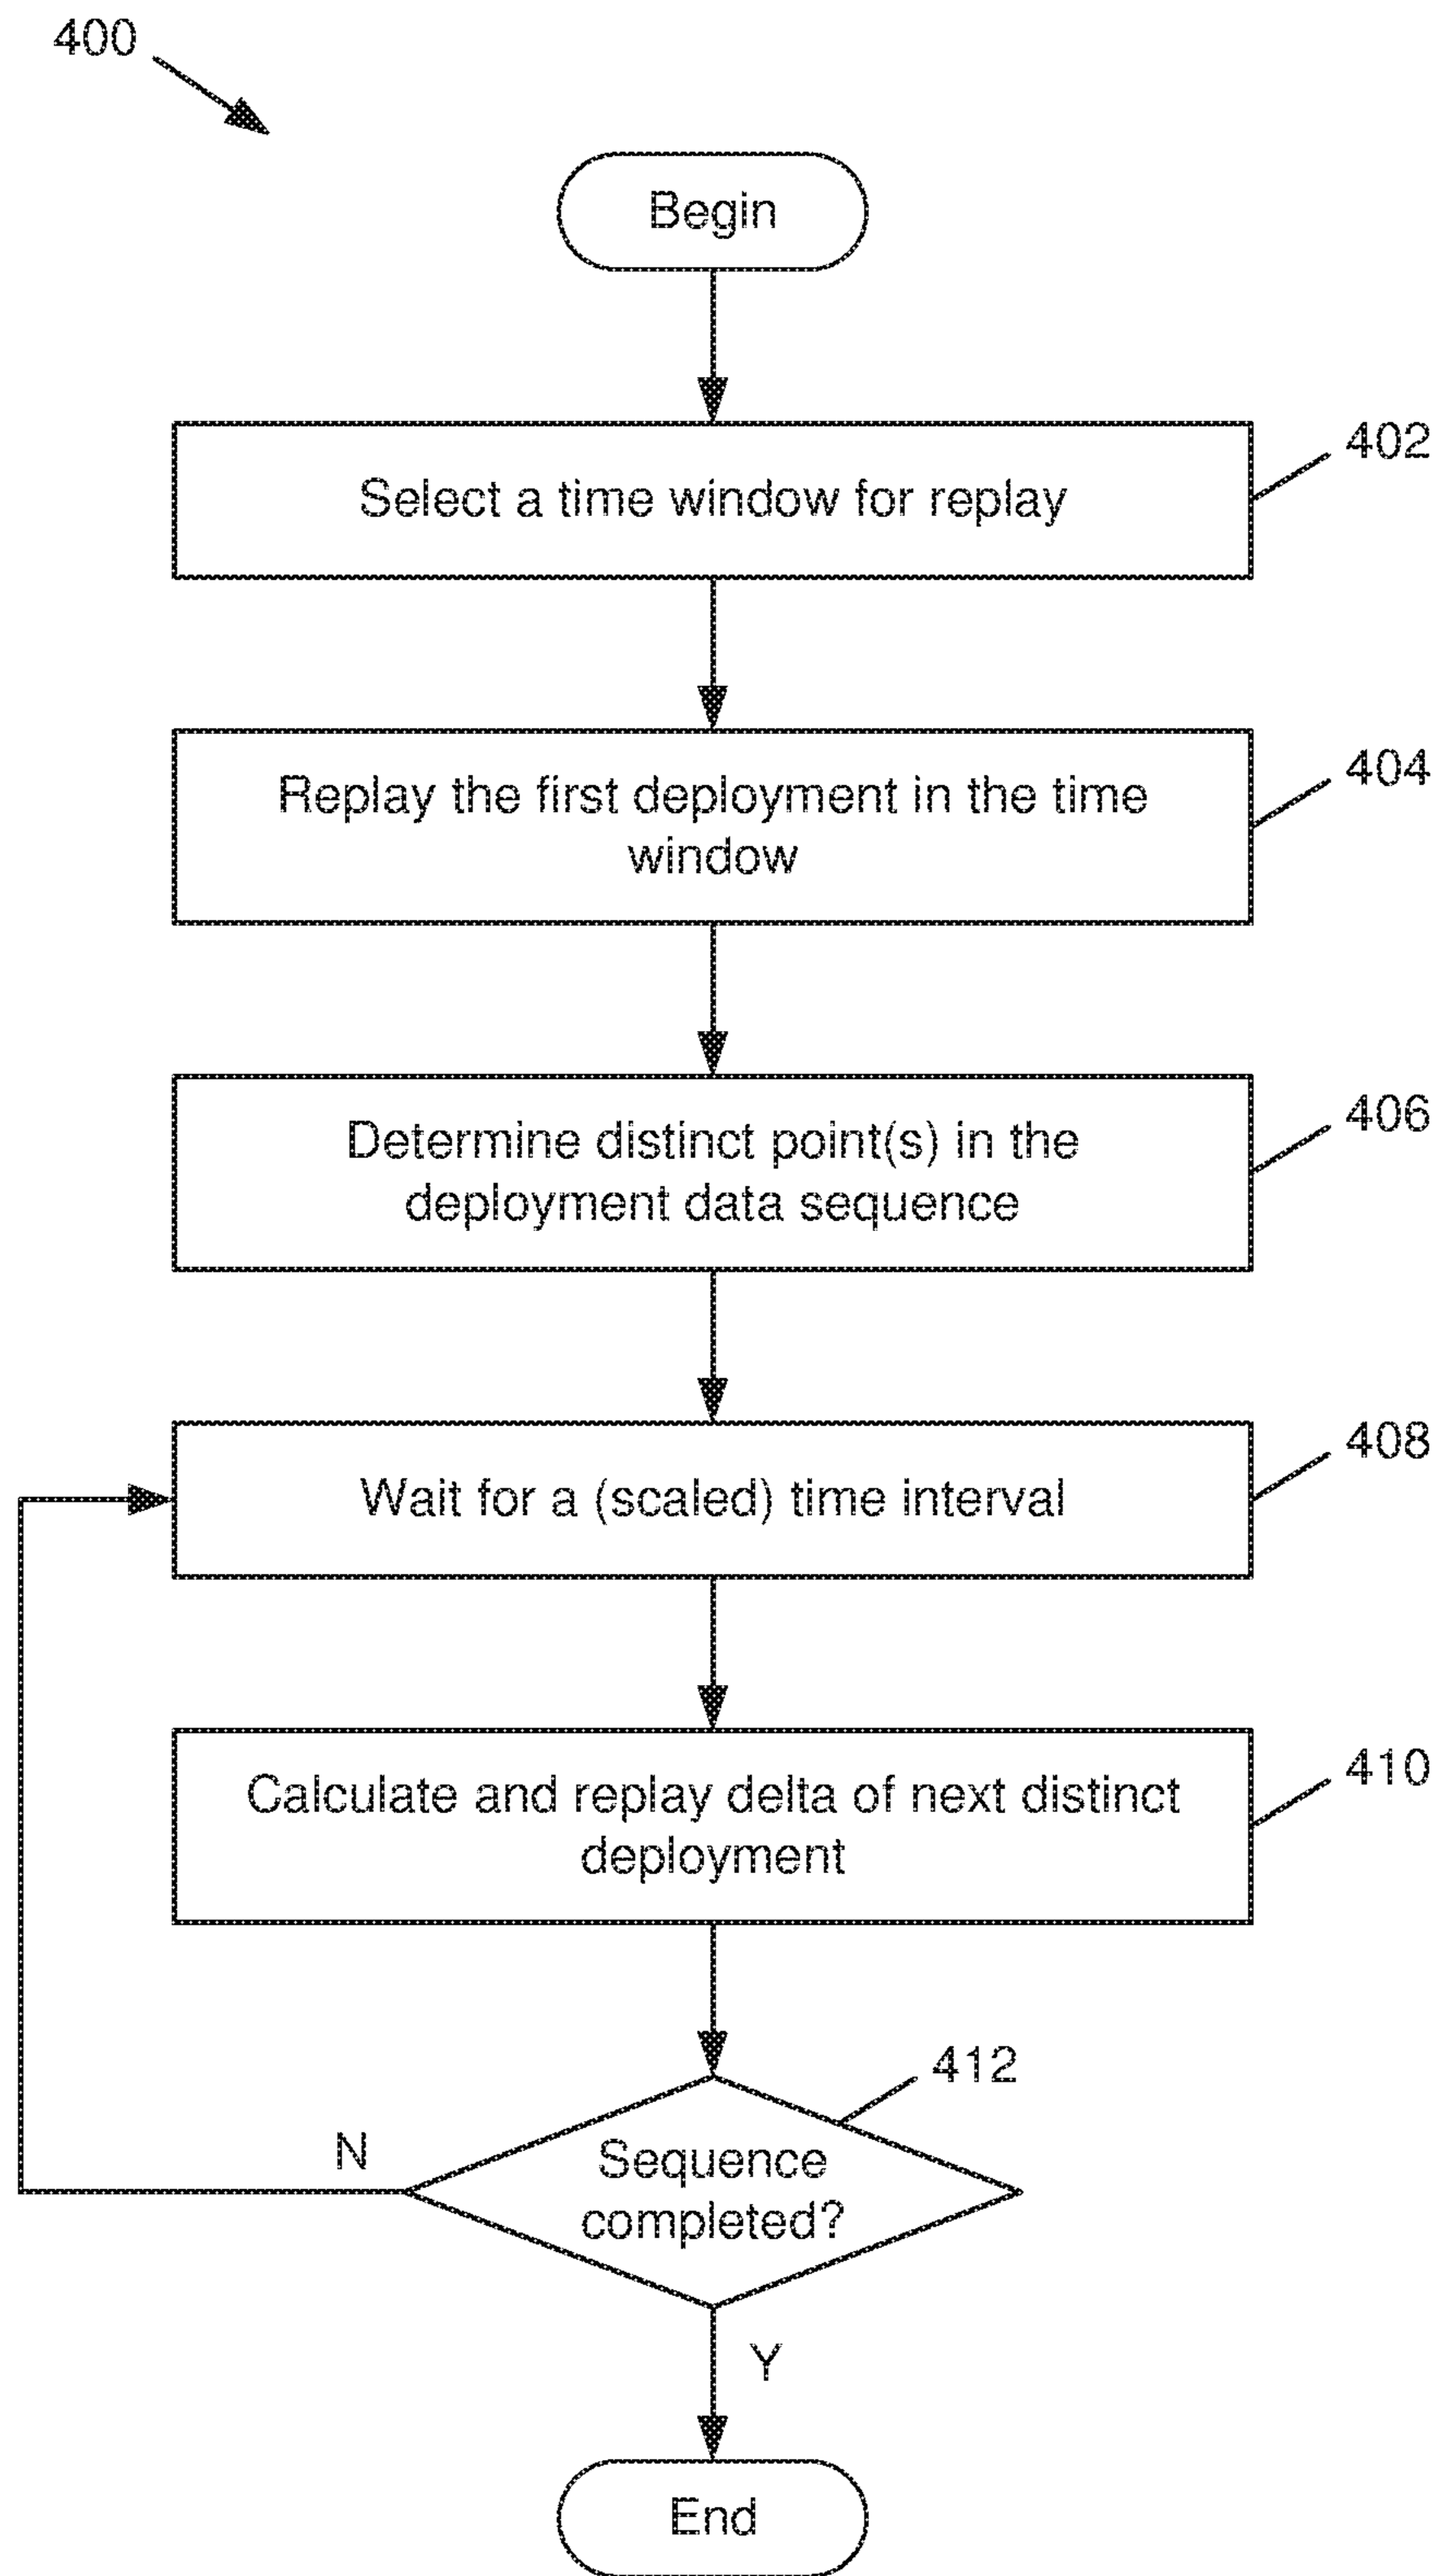 400
Begin
Select a time window for replay
402
Replay the first deployment in the time
window
404
Determine distinct point(s) in the
deployment data sequence
406
Wait for a (scaled) time interval
408
Calculate and replay delta of next distinct
deployment
410
412
Sequence
completed?
N
Y
End